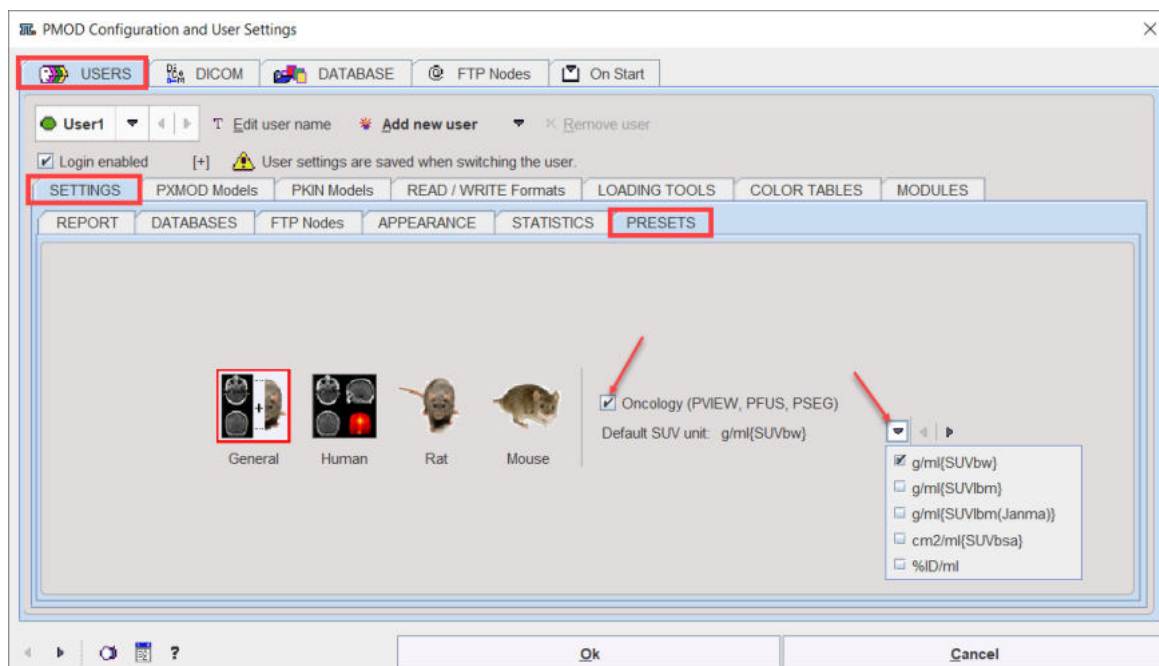 PMOD Configuration and User Settings
USERS DICOM DATABASE FTP Nodes On Start
User1 Edit user name Add new user Remove user
Login enabled [+] User settings are saved when switching the user.
SETTINGS PXMOD Models PKIN Models READ / WRITE Formats LOADING TOOLS COLOR TABLES MODULES
REPORT DATABASES FTP Nodes APPEARANCE STATISTICS PRESETS
Oncology (PVIEW, PFUS, PSEG)
Default SUV unit: g/ml{SUVbw}
General Human Rat Mouse
g/ml{SUVbw}
g/ml{SUVlbm}
g/ml{SUVlbm(Janma)}
cm2/ml{SUVbsa}
%ID/ml
Ok Cancel